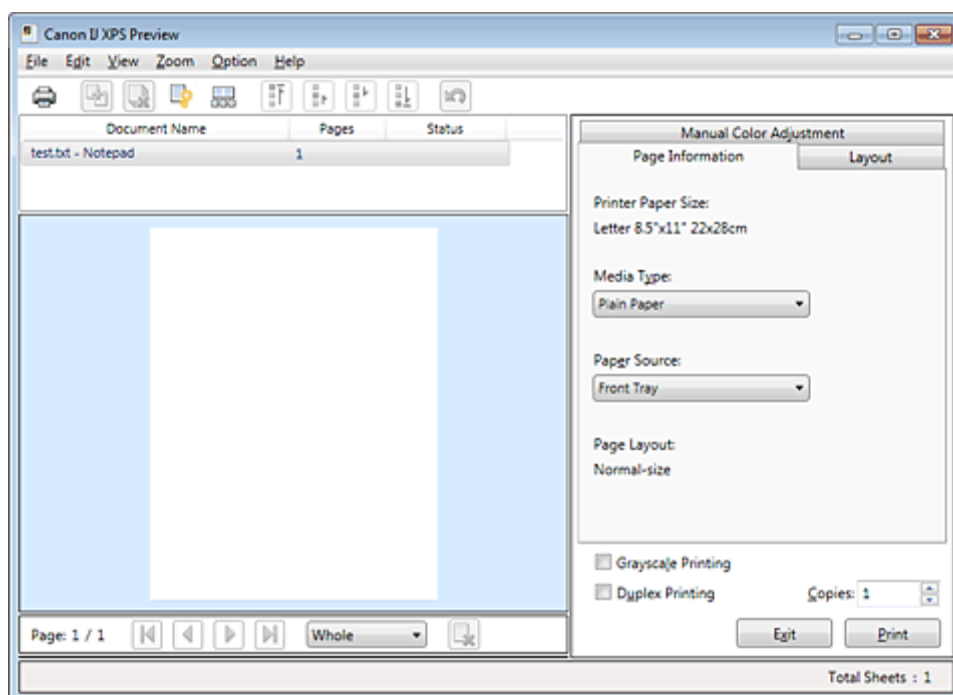 Canon IJ XPS Preview
File Edit View Zoom Option Help
Document Name Pages Status
test.txt - Notepad 1
Manual Color Adjustment
Page Information Layout
Printer Paper Size:
Letter 8.5"x11" 22x28cm
Media Type:
Plain Paper
Paper Source:
Front Tray
Page Layout:
Normal-size
Grayscale Printing
Duplex Printing Copies: 1
Page: 1 / 1 Whole Exit Print
Total Sheets : 1